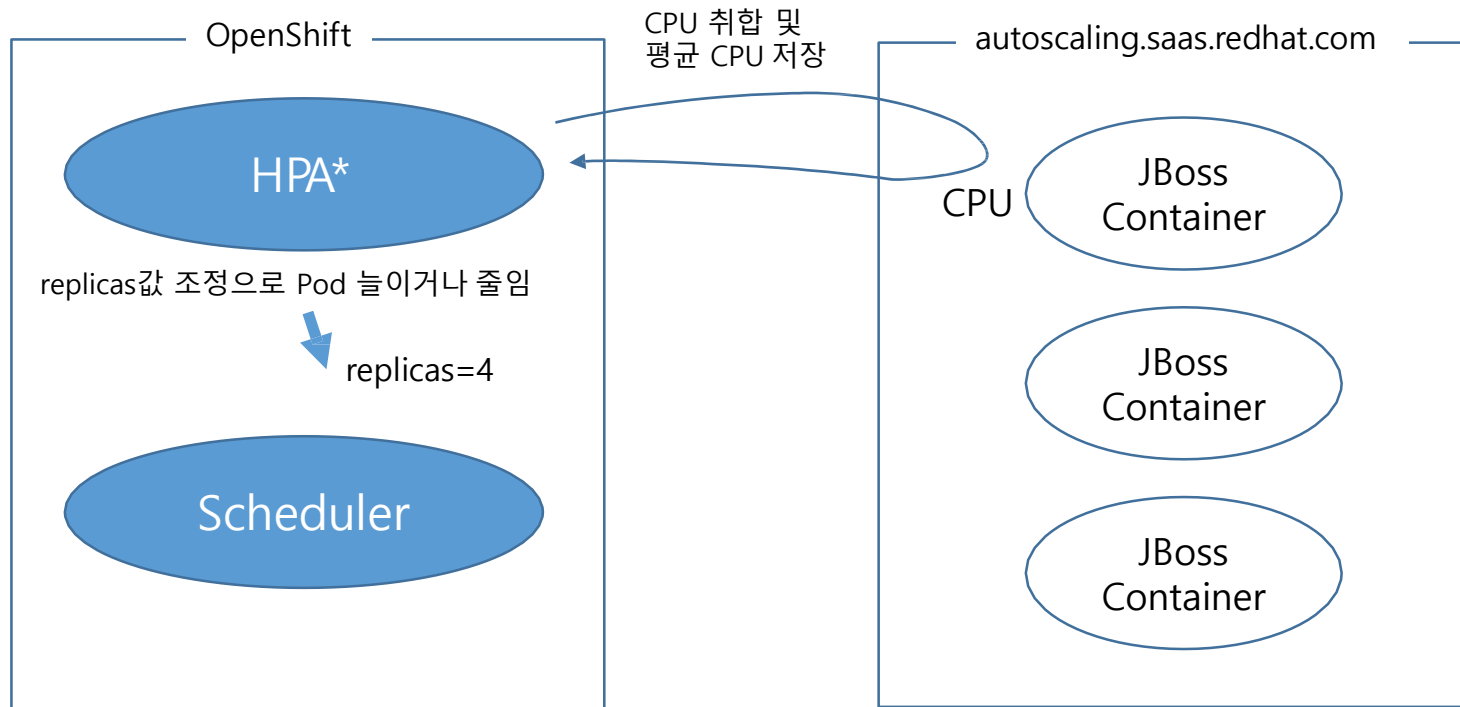 OpenShift
CPU 취합 및
평균 CPU 저장
autoscaling.saas.redhat.com
HPA*
CPU
JBoss
Container
replicas값 조정으로 Pod 늘이거나 줄임
replicas=4
JBoss
Container
Scheduler
JBoss
Container